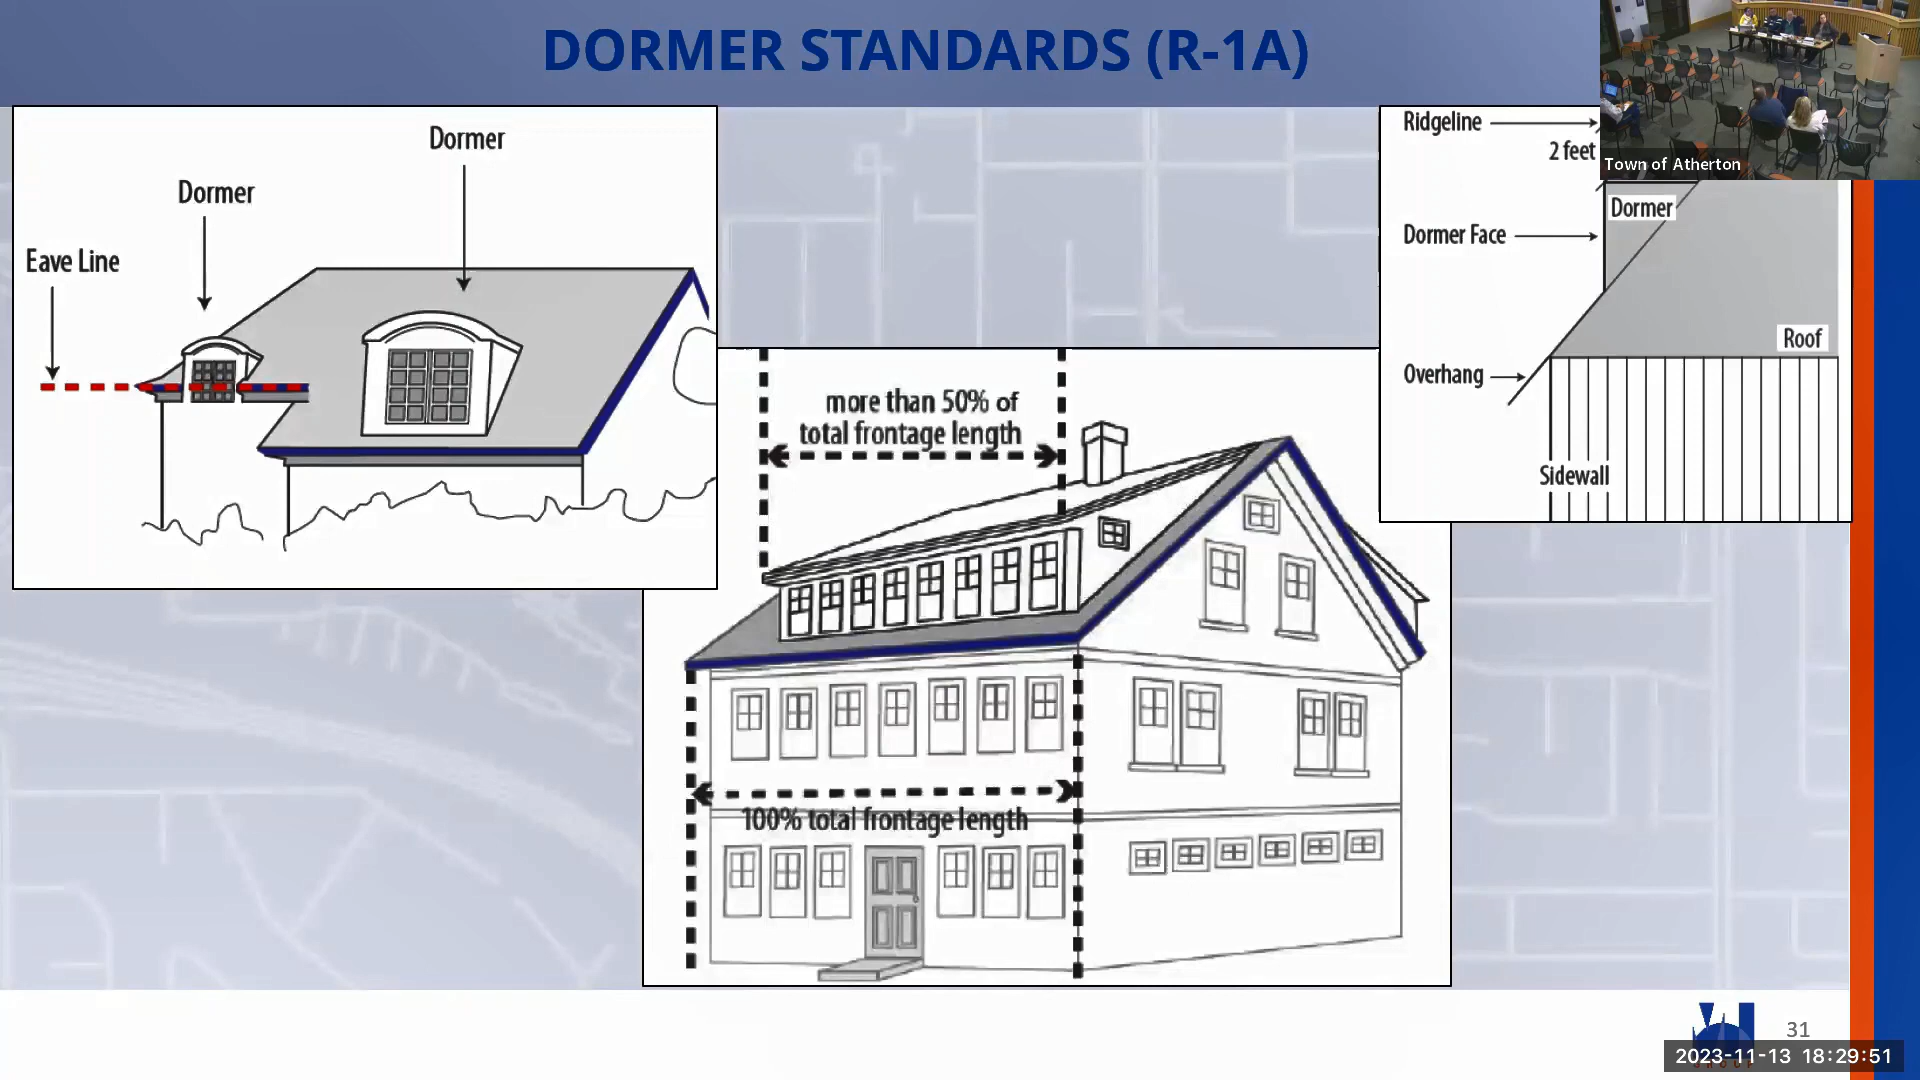 DORMER STANDARDS (R-1A)
Dormer
Dormer
Eave Line
more than 50% of
total frontage length
100% total frontage length
Ridgeline
2 feet
Dormer
Dormer Face
Roof
Overhang
Sidewall
Town of Atherton
31
2023-11-13 18:29:51